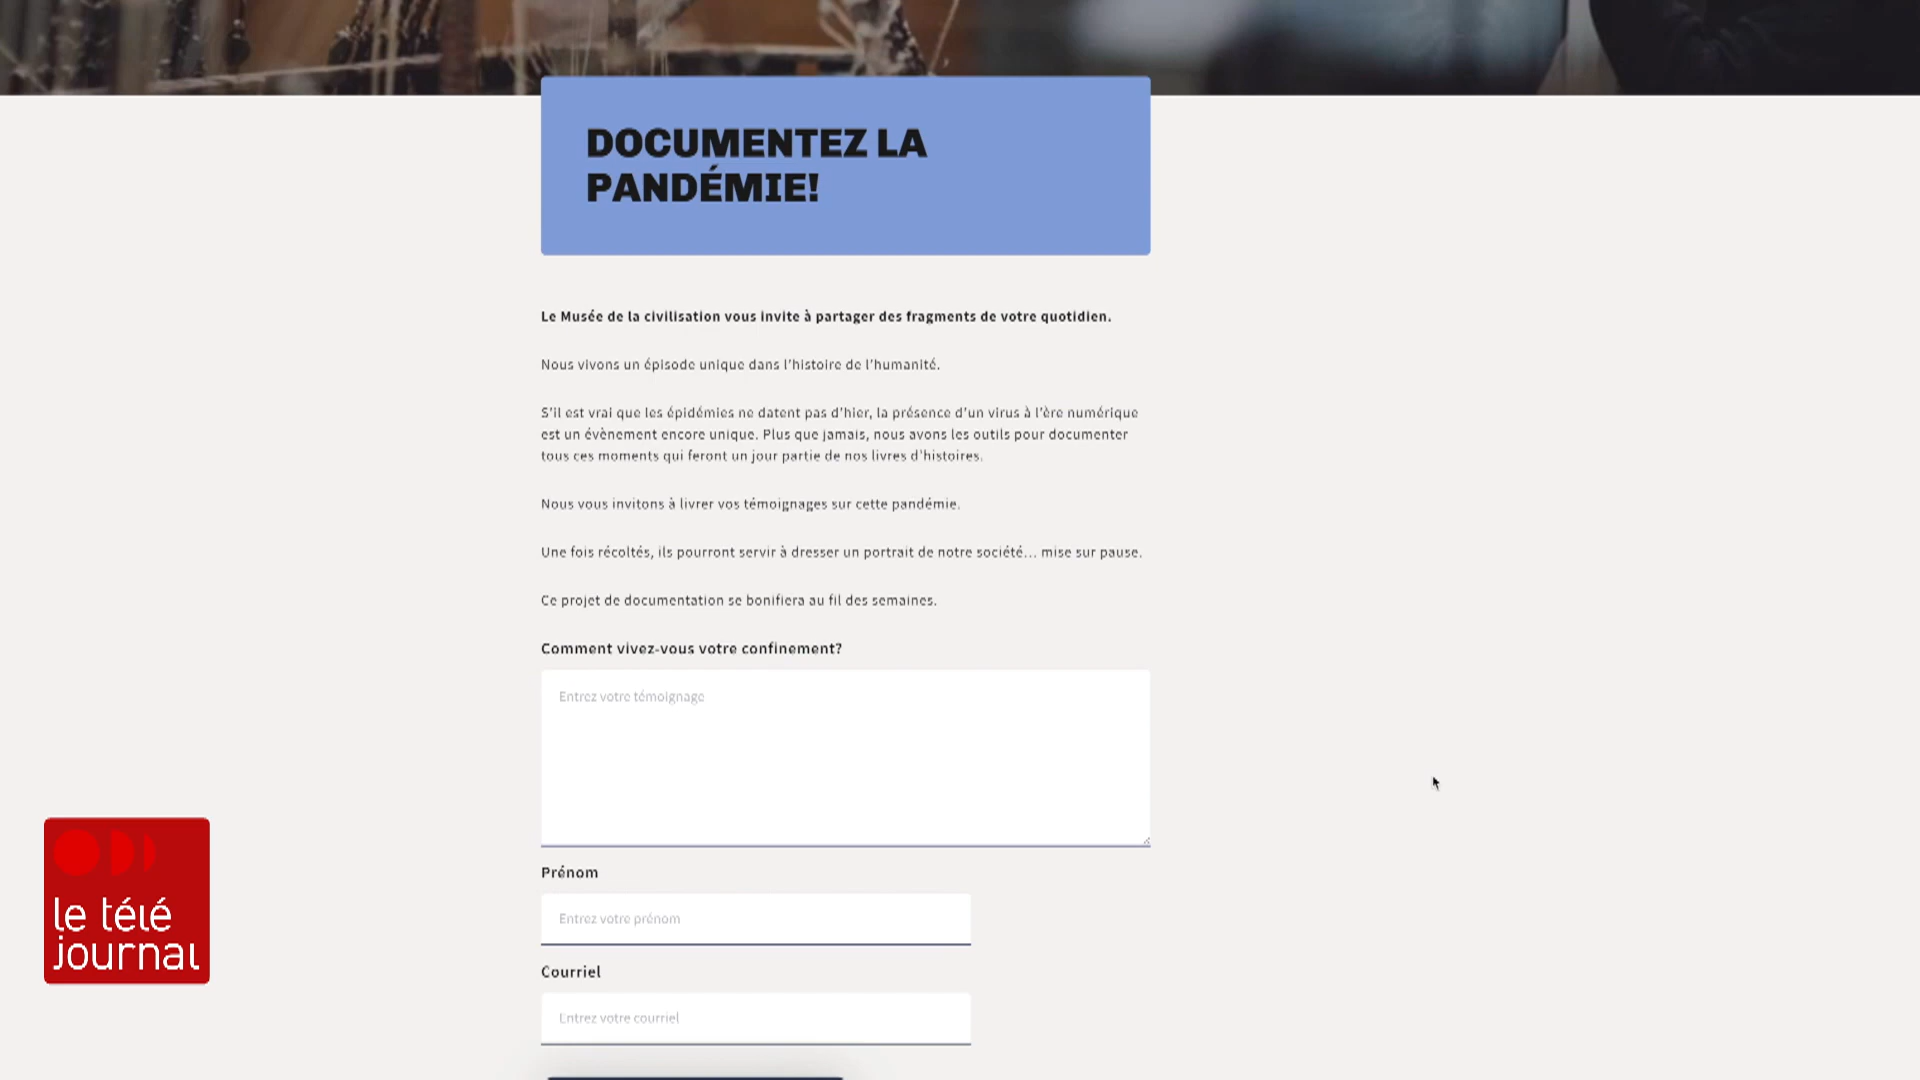 DOCUMENTEZ LA
PANDÉMIE!
Le Musée de la civilisation vous invite à partager des fragments de votre quotidien.
Nous vivons un épisode unique dans l'histoire de l'humanité.
S'il est vrai que les épidémies ne datent pas d'hier, la présence d'un virus à l'ère numérique
est un évènement encore unique. Plus que jamais, nous avons les outils pour documenter
tous ces moments qui feront un jour partie de nos livres d'histoires.
Nous vous invitons à livrer vos témoignages sur cette pandémie.
Une fois récoltés, ils pourront servir à dresser un portrait de notre société... mise sur pause.
Ce projet de documentation se bonifiera au fil des semaines.
Comment vivez-vous votre confinement?
Entrez votre témoignage
Prénom
Entrez votre prénom
Courriel
Entrez votre courriel
le télé
journal